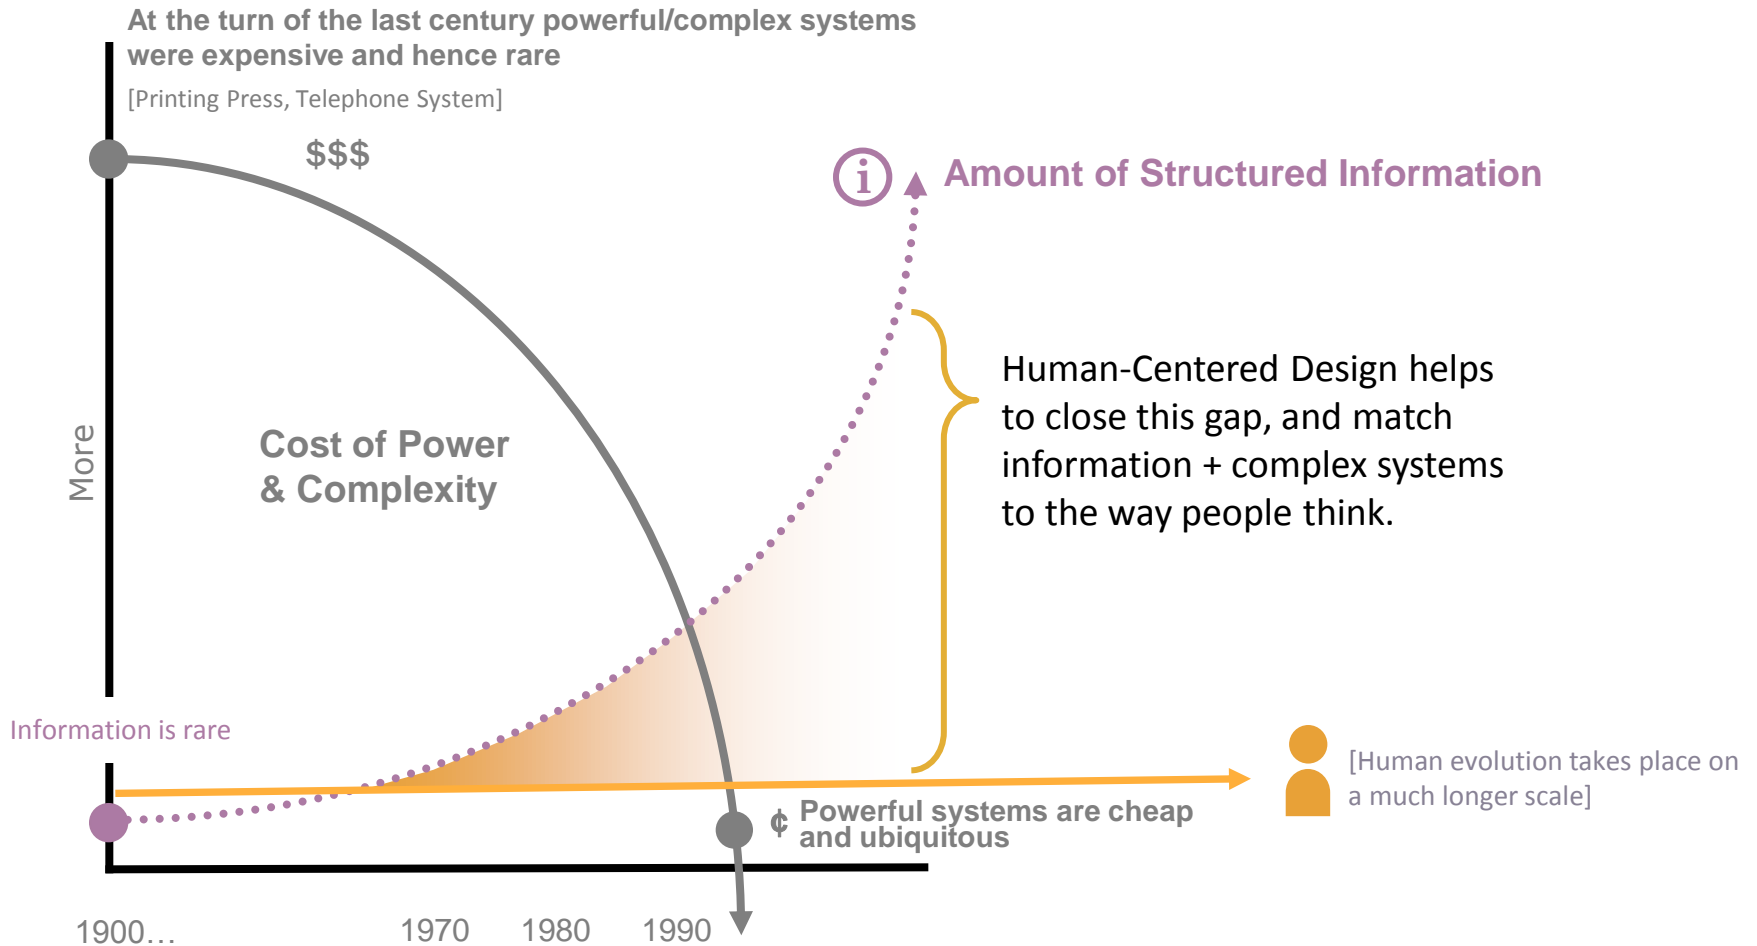 At the turn of the last century powerful/complex systems
were expensive and hence rare
[Printing Press, Telephone System]
$$$
i
Amount of Structured Information
Human-Centered Design helps
to close this gap, and match
information + complex systems
to the way people think.
Cost of Power
& Complexity
More
Information is rare
[Human evolution takes place on
a much longer scale]
¢ Powerful systems are cheap
and ubiquitous
1900... 1970 1980 1990